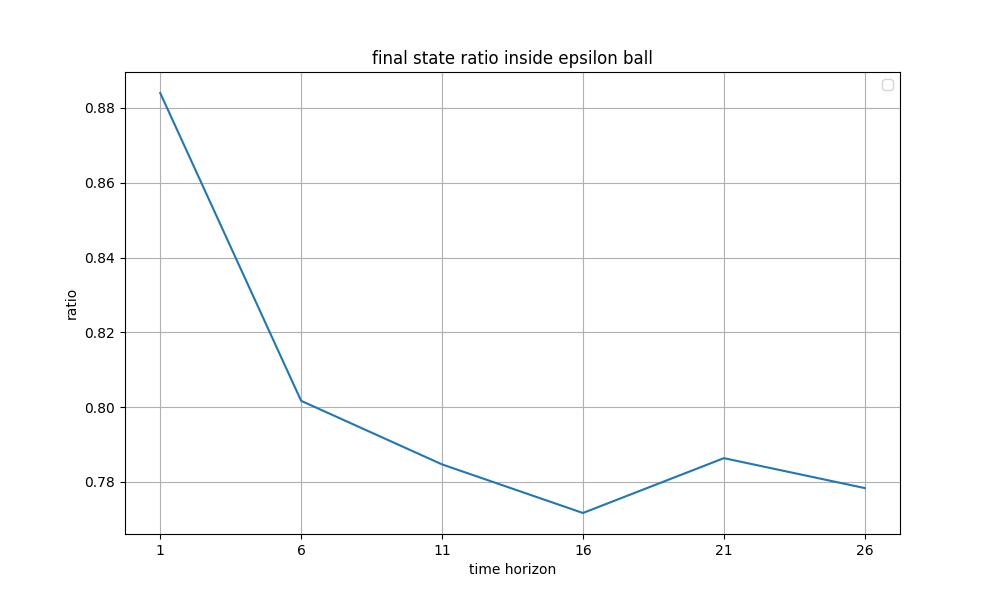 final state ratio inside epsilon ball
0.88
0.86
0.84
0.82
0.80
0.78
ratio
1 6 11 16 21 26
time horizon